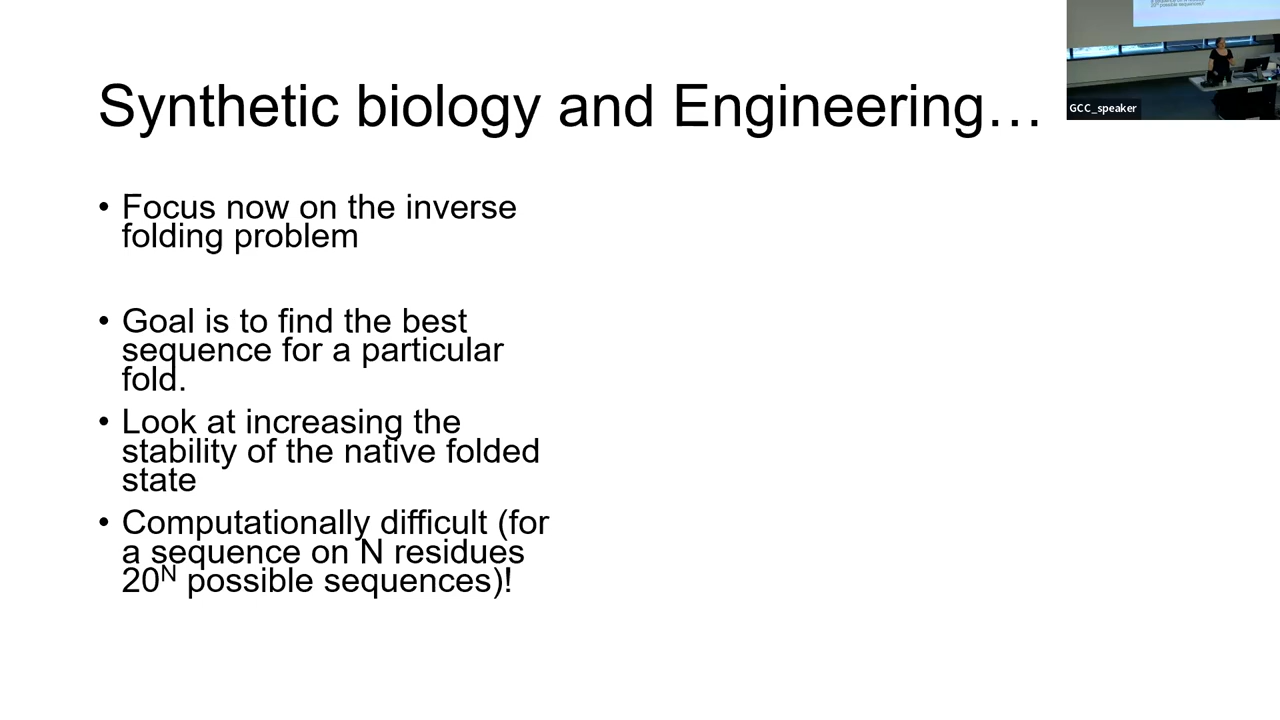 Synthetic biology and Engineering…
GCC_speaker
• Focus now on the inverse
folding problem
• Goal is to find the best
sequence for a particular
fold.
• Look at increasing the
stability of the native folded
state
• Computationally difficult (for
a sequence on N residues
20ᴺ possible sequences)!